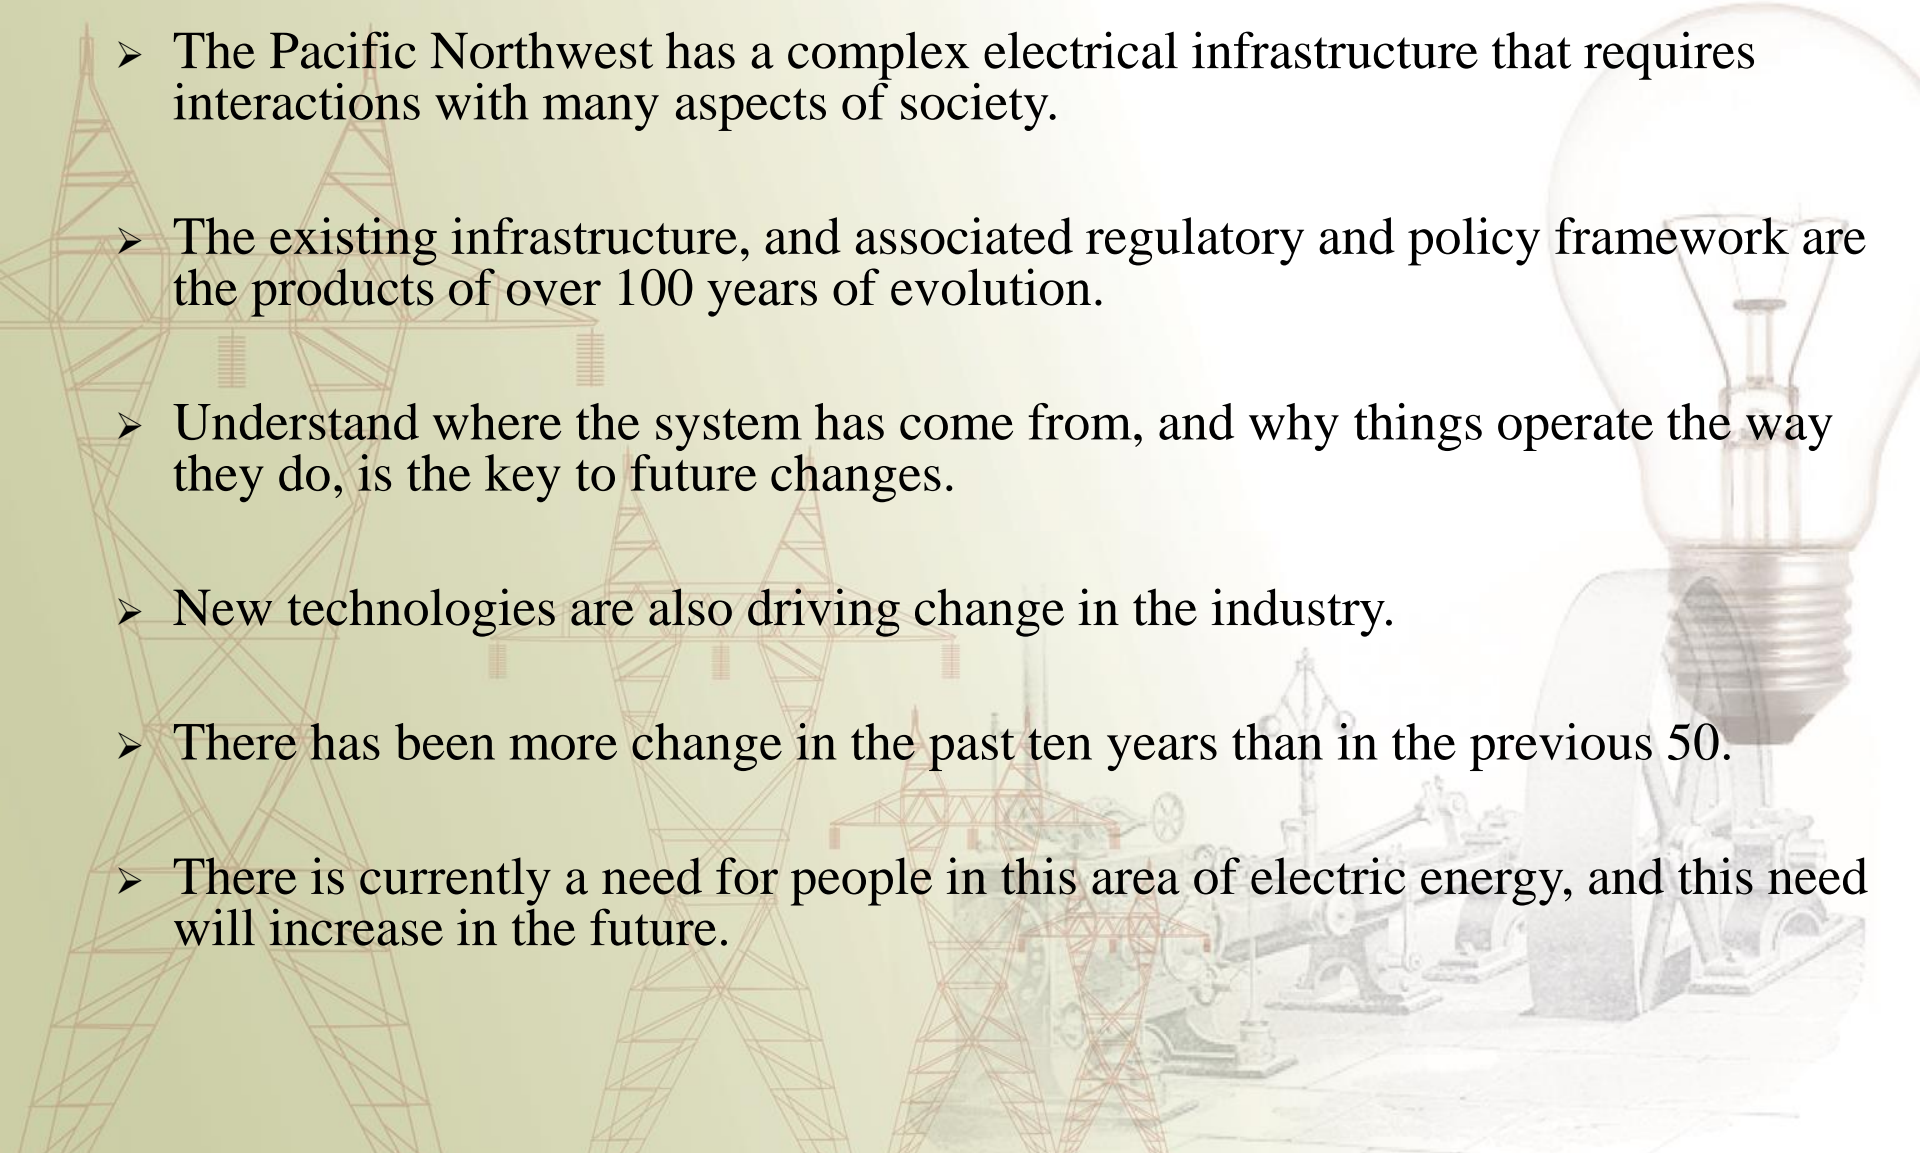 ➢ The Pacific Northwest has a complex electrical infrastructure that requires
interactions with many aspects of society.
➢ The existing infrastructure, and associated regulatory and policy framework are
the products of over 100 years of evolution.
➢ Understand where the system has come from, and why things operate the way
they do, is the key to future changes.
➢ New technologies are also driving change in the industry.
➢ There has been more change in the past ten years than in the previous 50.
➢ There is currently a need for people in this area of electric energy, and this need
will increase in the future.